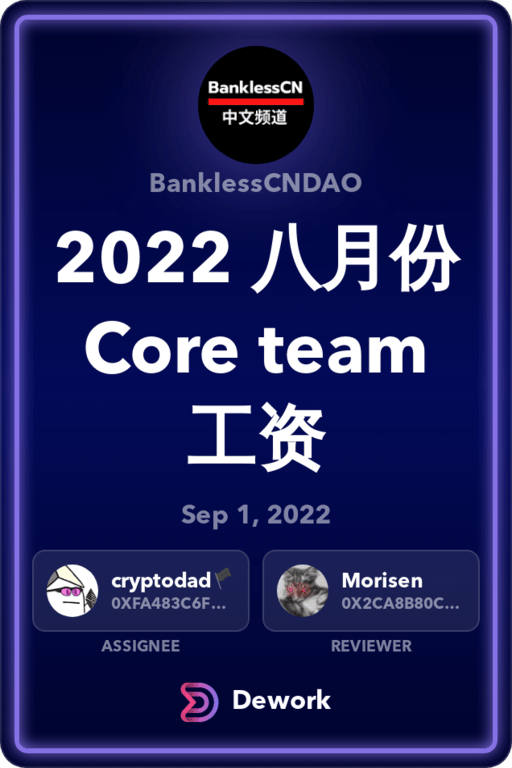 BanklessCN
中文频道
BanklessCNDAO
2022 八月份
Core team
工资
Sep 1, 2022
cryptodad🏴
0XFA483C6F...
ASSIGNEE
Morisen
0X2CA8B80C...
REVIEWER
Dework